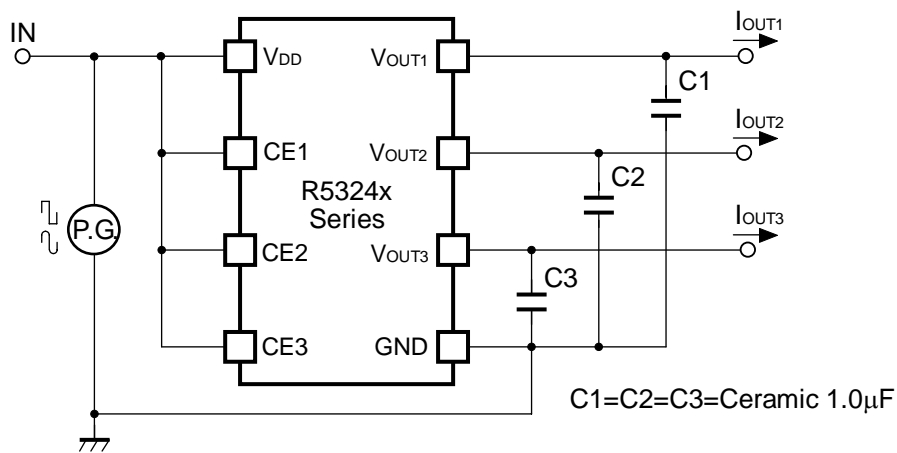 IN
VDD
VOUT1
IOUT1
C1
CE1
VOUT2
IOUT2
C2
R5324x
Series
P.G.
CE2
VOUT3
IOUT3
C3
CE3
GND
C1=C2=C3=Ceramic 1.0μF